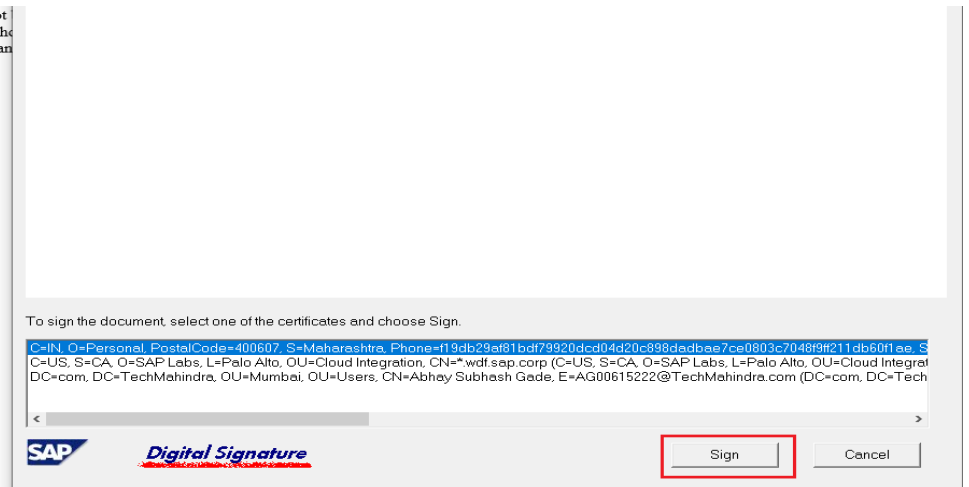 To sign the document, select one of the certificates and choose Sign.
C=IN, O=Personal, PostalCode=400607, S=Maharashtra, Phone=f19db29af81bdf79920dcd04d20c898dadbae7ce0803c7048f9ff211db60f1ae, S
C=US, S=CA, O=SAP Labs, L=Palo Alto, OU=Cloud Integration, CN=*.wdf.sap.corp (C=US, S=CA, O=SAP Labs, L=Palo Alto, OU=Cloud Integrat
DC=com, DC=TechMahindra, OU=Mumbai, OU=Users, CN=Abhay Subhash Gade, E=AG00615222@TechMahindra.com (DC=com, DC=Tech
SAP Digital Signature Sign Cancel